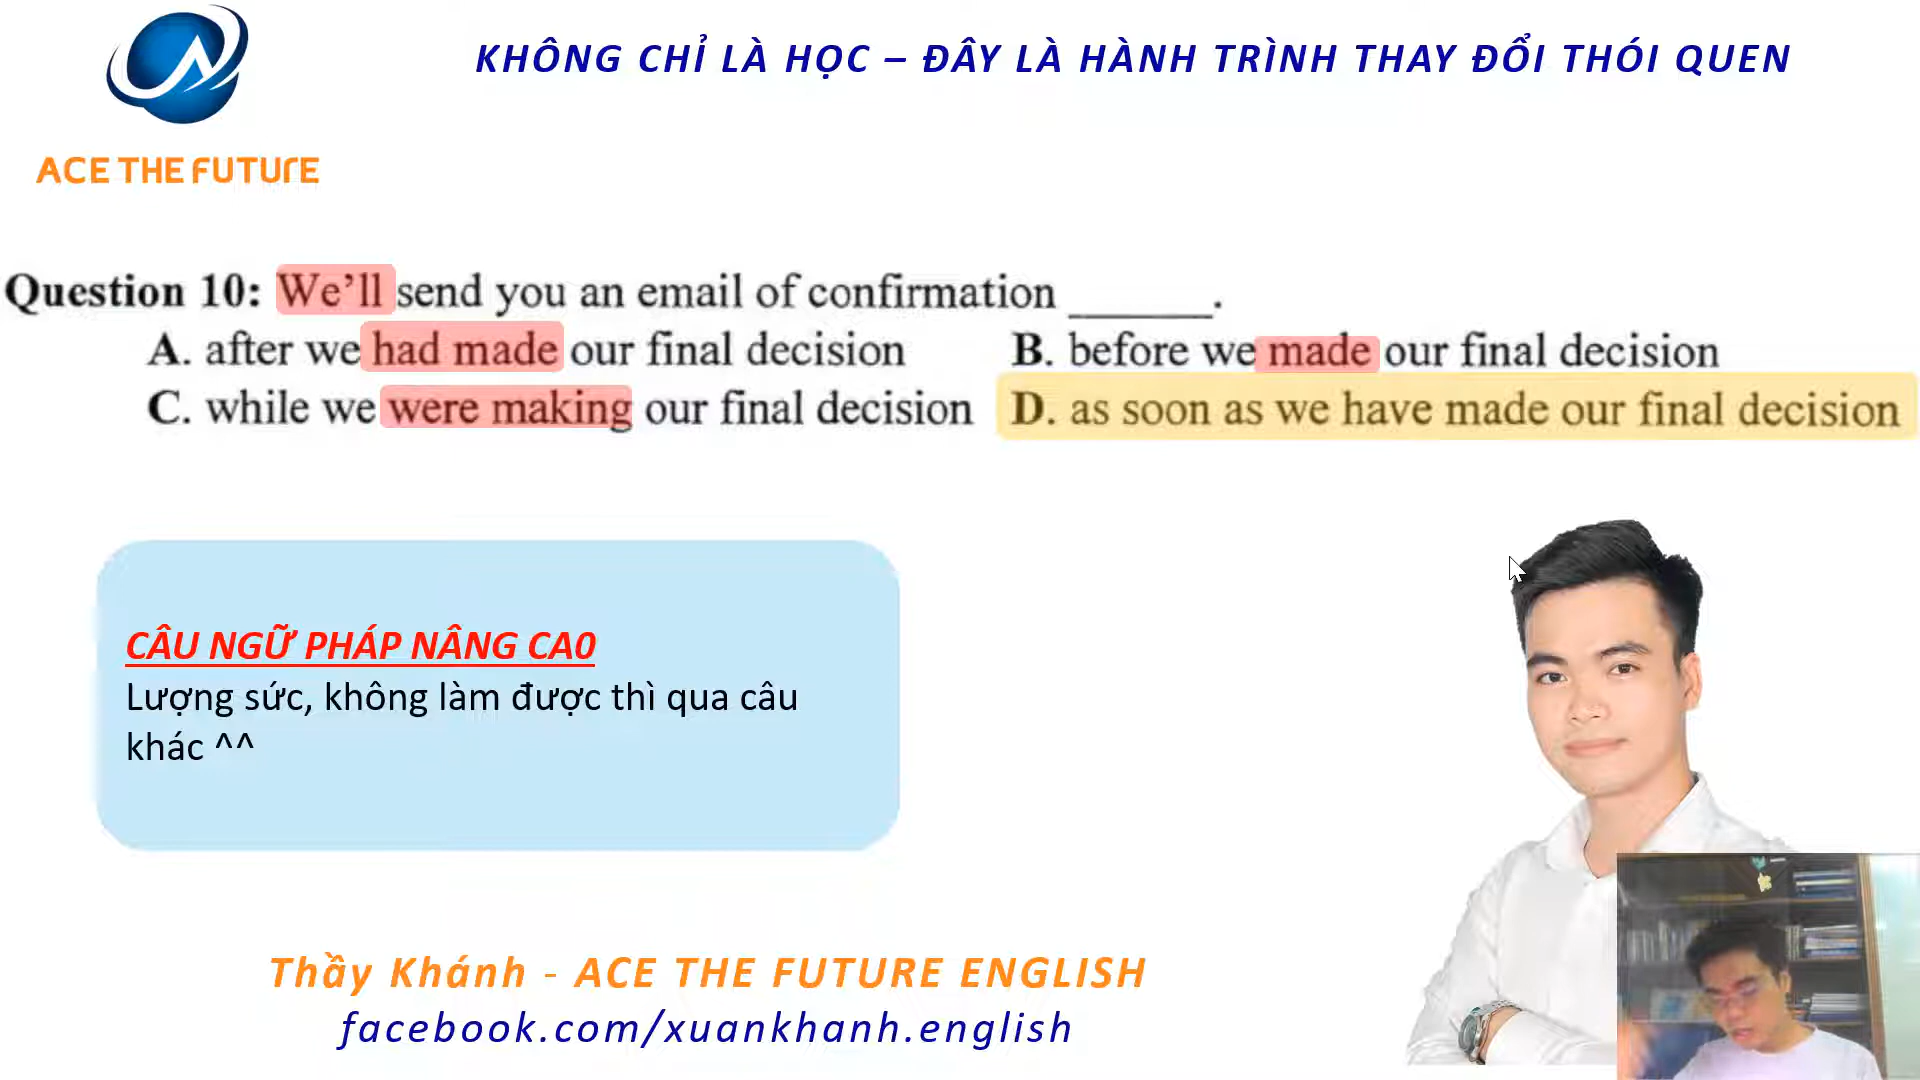 KHÔNG CHỈ LÀ HỌC – ĐÂY LÀ HÀNH TRÌNH THAY ĐỔI THÓI QUEN
ACE THE FUTURE
Question 10: We’ll send you an email of confirmation ______.
A. after we had made our final decision B. before we made our final decision
C. while we were making our final decision D. as soon as we have made our final decision
CÂU NGỮ PHÁP NÂNG CA0
Lượng sức, không làm được thì qua câu
khác ^^
Thầy Khánh - ACE THE FUTURE ENGLISH
facebook.com/xuankhanh.english